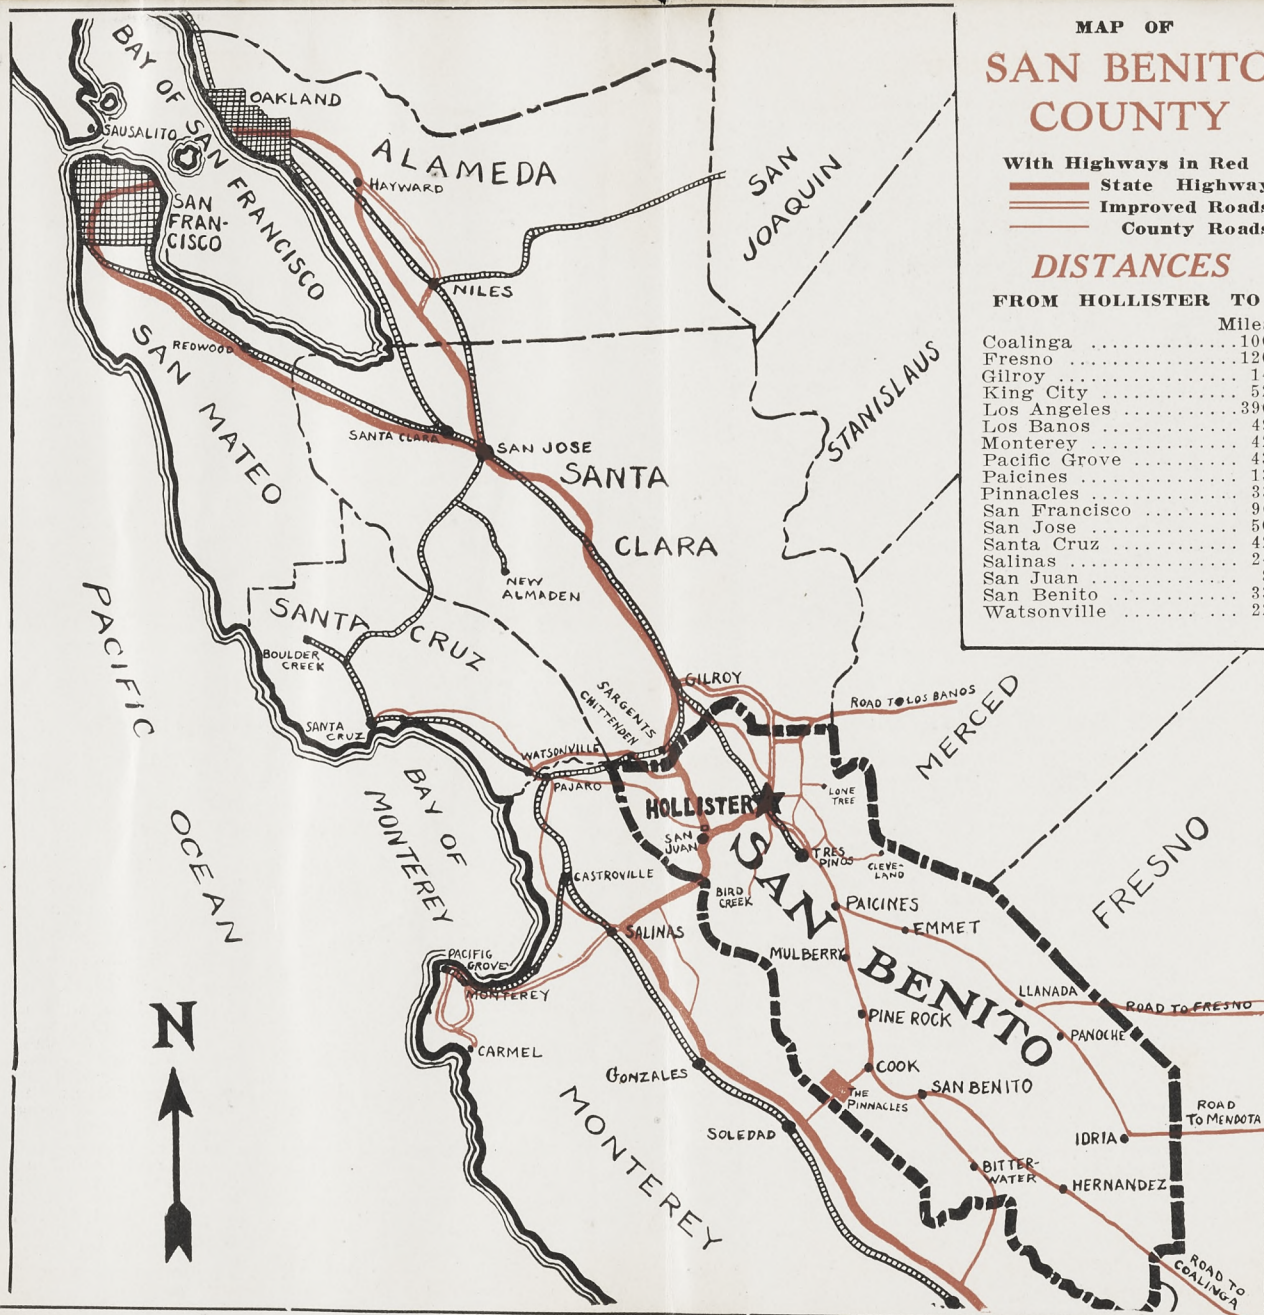 MAP OF
SAN BENITO
COUNTY
With Highways in Red
State Highway
Improved Roads
County Roads
DISTANCES
FROM HOLLISTER TO
Miles
Coalinga
Fresno
Gilroy
King City
Los Angeles
Los Banos
Monterey
Pacific Grove
Paicines
Pinnacles
San Francisco
San Jose
Santa Cruz
Salinas
San Juan
San Benito
Watsonville
BAY OF SAN FRANCISCO
OAKLAND
SAUSALITO
ALAMEDA
HAYWARD
SAN
FRAN-
CISCO
SAN
JOAQUIN
NILES
SAN MATEO
REDWOOD
STANISLAUS
SANTA CLARA
SAN JOSE
SANTA
CLARA
NEW
ALMADEN
PACIFIC
OCEAN
SANTA CRUZ
BOULDER
CREEK
SANTA
CRUZ
GILROY
SARGENTS
CHITTENDEN
ROAD TO LOS BANOS
MERCED
WATSONVILLE
PAJARO
BAY OF
MONTEREY
HOLLISTER
LONE
TREE
SAN
JUAN
TRES
PINOS
CLEVE-
LAND
FRESNO
CASTROVILLE
BIRD
CREEK
SAN
BENITO
PAICINES
EMMET
SALINAS
MULBERRY
PACIFIC
GROVE
MONTEREY
LLANADA
ROAD TO FRESNO
PINE ROCK
PANOCHE
N
CARMEL
COOK
GONZALES
SAN BENITO
THE
PINNACLES
ROAD
TO MENDOTA
MONTEREY
SOLEDAD
IDRIA
BITTER-
WATER
HERNANDEZ
ROAD TO
COALINGA